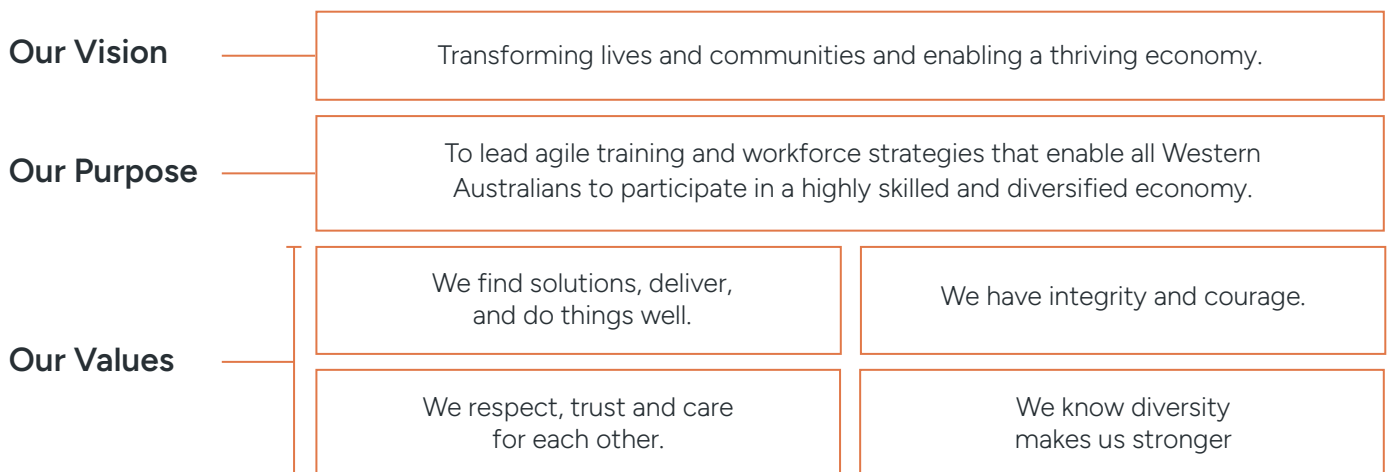 Our Vision
Transforming lives and communities and enabling a thriving economy.
Our Purpose
To lead agile training and workforce strategies that enable all Western
Australians to participate in a highly skilled and diversified economy.
Our Values
We find solutions, deliver,
and do things well.
We have integrity and courage.
We respect, trust and care
for each other.
We know diversity
makes us stronger